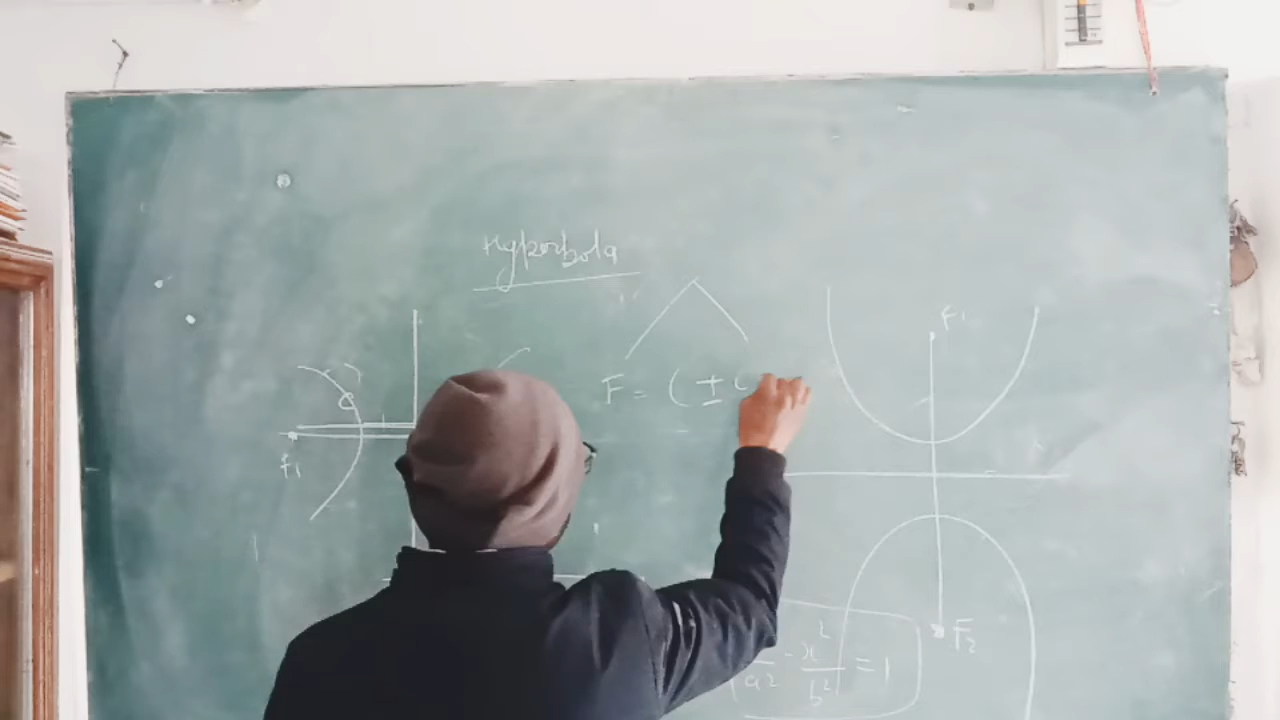 Hyperbola
F1
F = ( ± c
f1
F2
a² - x²/b² = 1